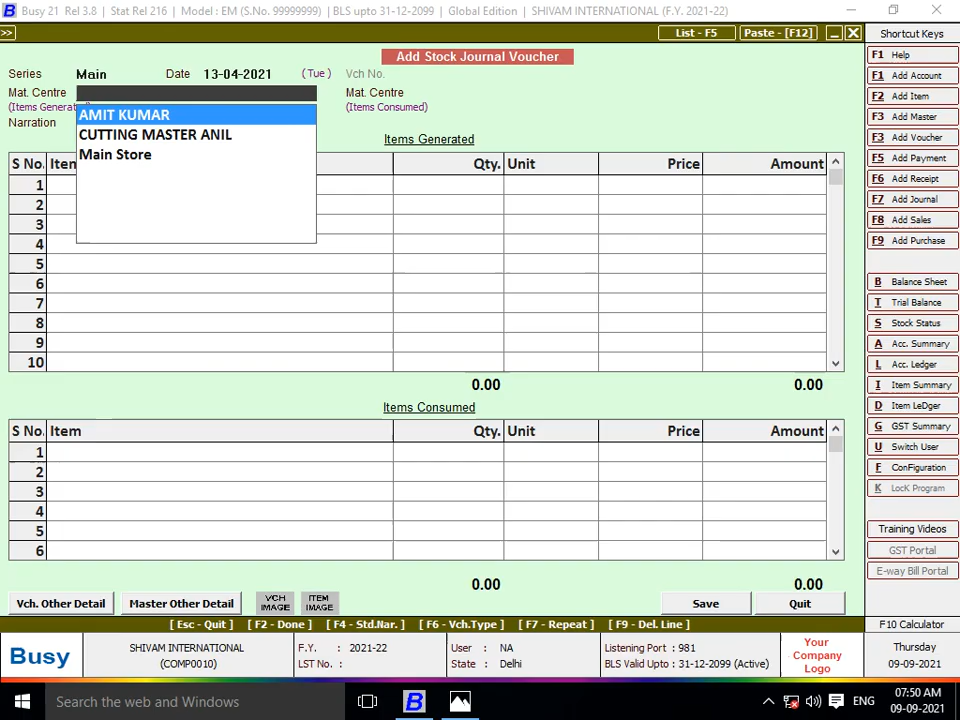 Busy 21 Rel 3.8 | Stat Rel 216 | Model : EM (S.No. 99999999) | BLS upto 31-12-2099 | Global Edition | SHIVAM INTERNATIONAL (F.Y. 2021-22)
>> List - F5 Paste - [F12]
Shortcut Keys
Add Stock Journal Voucher
Series Main Date 13-04-2021 (Tue) Vch No.
Mat. Centre Mat. Centre
(Items Generat (Items Consumed)
Narration
AMIT KUMAR
CUTTING MASTER ANIL
Main Store
Items Generated
S No. Item Qty. Unit Price Amount
1
2
3
4
5
6
7
8
9
10
0.00 0.00
Items Consumed
S No. Item Qty. Unit Price Amount
1
2
3
4
5
6
0.00 0.00
Vch. Other Detail Master Other Detail VCH IMAGE ITEM IMAGE Save Quit
[ Esc - Quit ] [ F2 - Done ] [ F4 - Std.Nar. ] [ F6 - Vch.Type ] [ F7 - Repeat ] [ F9 - Del. Line ]
F1 Help
F1 Add Account
F2 Add Item
F3 Add Master
F3 Add Voucher
F5 Add Payment
F6 Add Receipt
F7 Add Journal
F8 Add Sales
F9 Add Purchase
B Balance Sheet
T Trial Balance
S Stock Status
A Acc. Summary
L Acc. Ledger
I Item Summary
D Item LeDger
G GST Summary
U Switch User
F ConFiguration
K LocK Program
Training Videos
GST Portal
E-way Bill Portal
F10 Calculator
Busy
SHIVAM INTERNATIONAL
(COMP0010)
F.Y. : 2021-22
LST No. :
User : NA
State : Delhi
Listening Port : 981
BLS Valid Upto : 31-12-2099 (Active)
Your
Company
Logo
Thursday
09-09-2021
Search the web and Windows
B
ENG
07:50 AM
09-09-2021